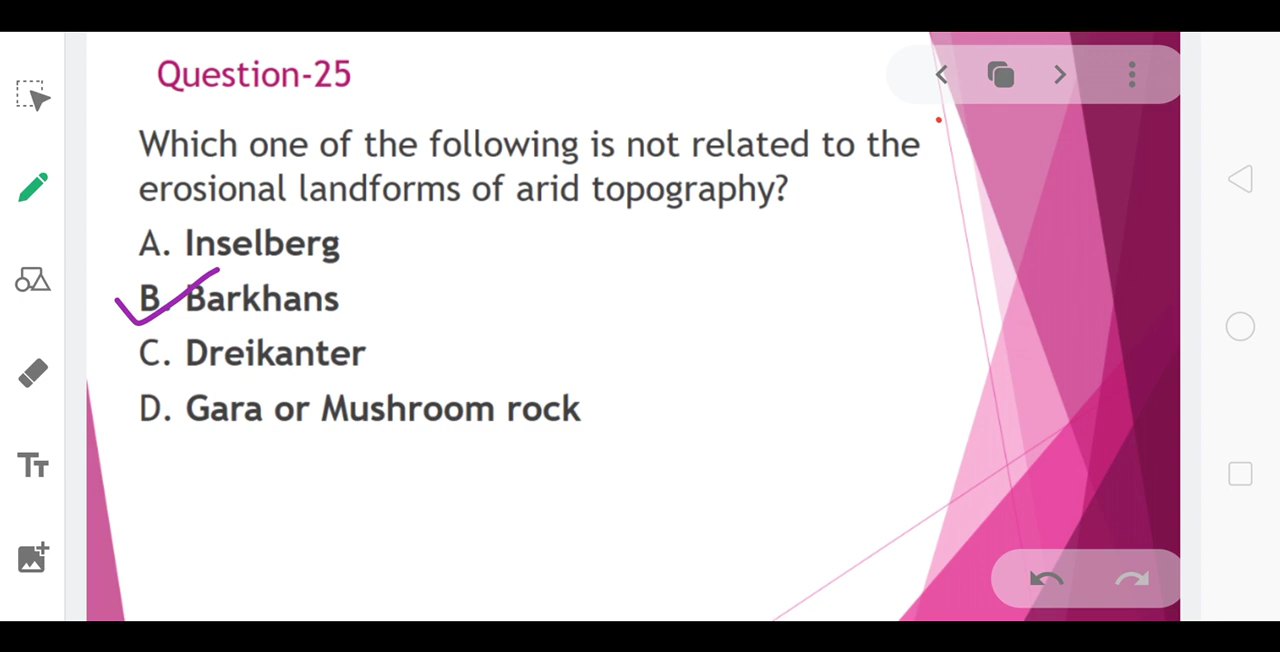 Question-25
Which one of the following is not related to the
erosional landforms of arid topography?
A. Inselberg
B. Barkhans
C. Dreikanter
D. Gara or Mushroom rock
TT